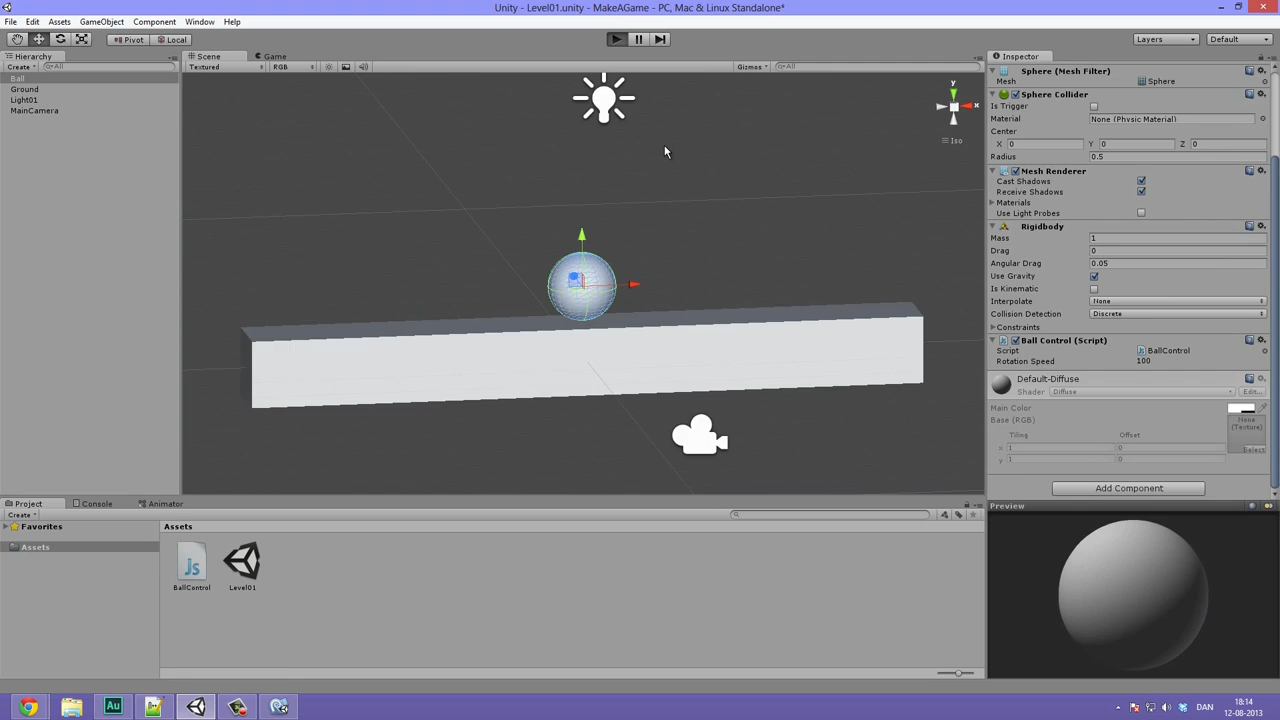 Unity - Level01.unity - MakeAGame - PC, Mac & Linux Standalone*
File Edit Assets GameObject Component Window Help
Pivot Local Layers Default
Hierarchy
Create All
Ball
Ground
Light01
MainCamera
Scene Game
Textured RGB Gizmos All
y
x
Iso
Inspector
Sphere (Mesh Filter)
Mesh Sphere
Sphere Collider
Is Trigger
Material None (Physic Material)
Center
X 0 Y 0 Z 0
Radius 0.5
Mesh Renderer
Cast Shadows
Receive Shadows
Materials
Use Light Probes
Rigidbody
Mass 1
Drag 0
Angular Drag 0.05
Use Gravity
Is Kinematic
Interpolate None
Collision Detection Discrete
Constraints
Ball Control (Script)
Script BallControl
Rotation Speed 100
Default-Diffuse
Shader Diffuse Edit...
Main Color
Base (RGB) None
(Texture)
Tiling Offset
x 1 0
y 1 0
Select
Add Component
Preview
Project Console Animator
Create
Favorites
Assets
Assets
Js
BallControl Level01
Au
DAN
18:14
12-08-2013